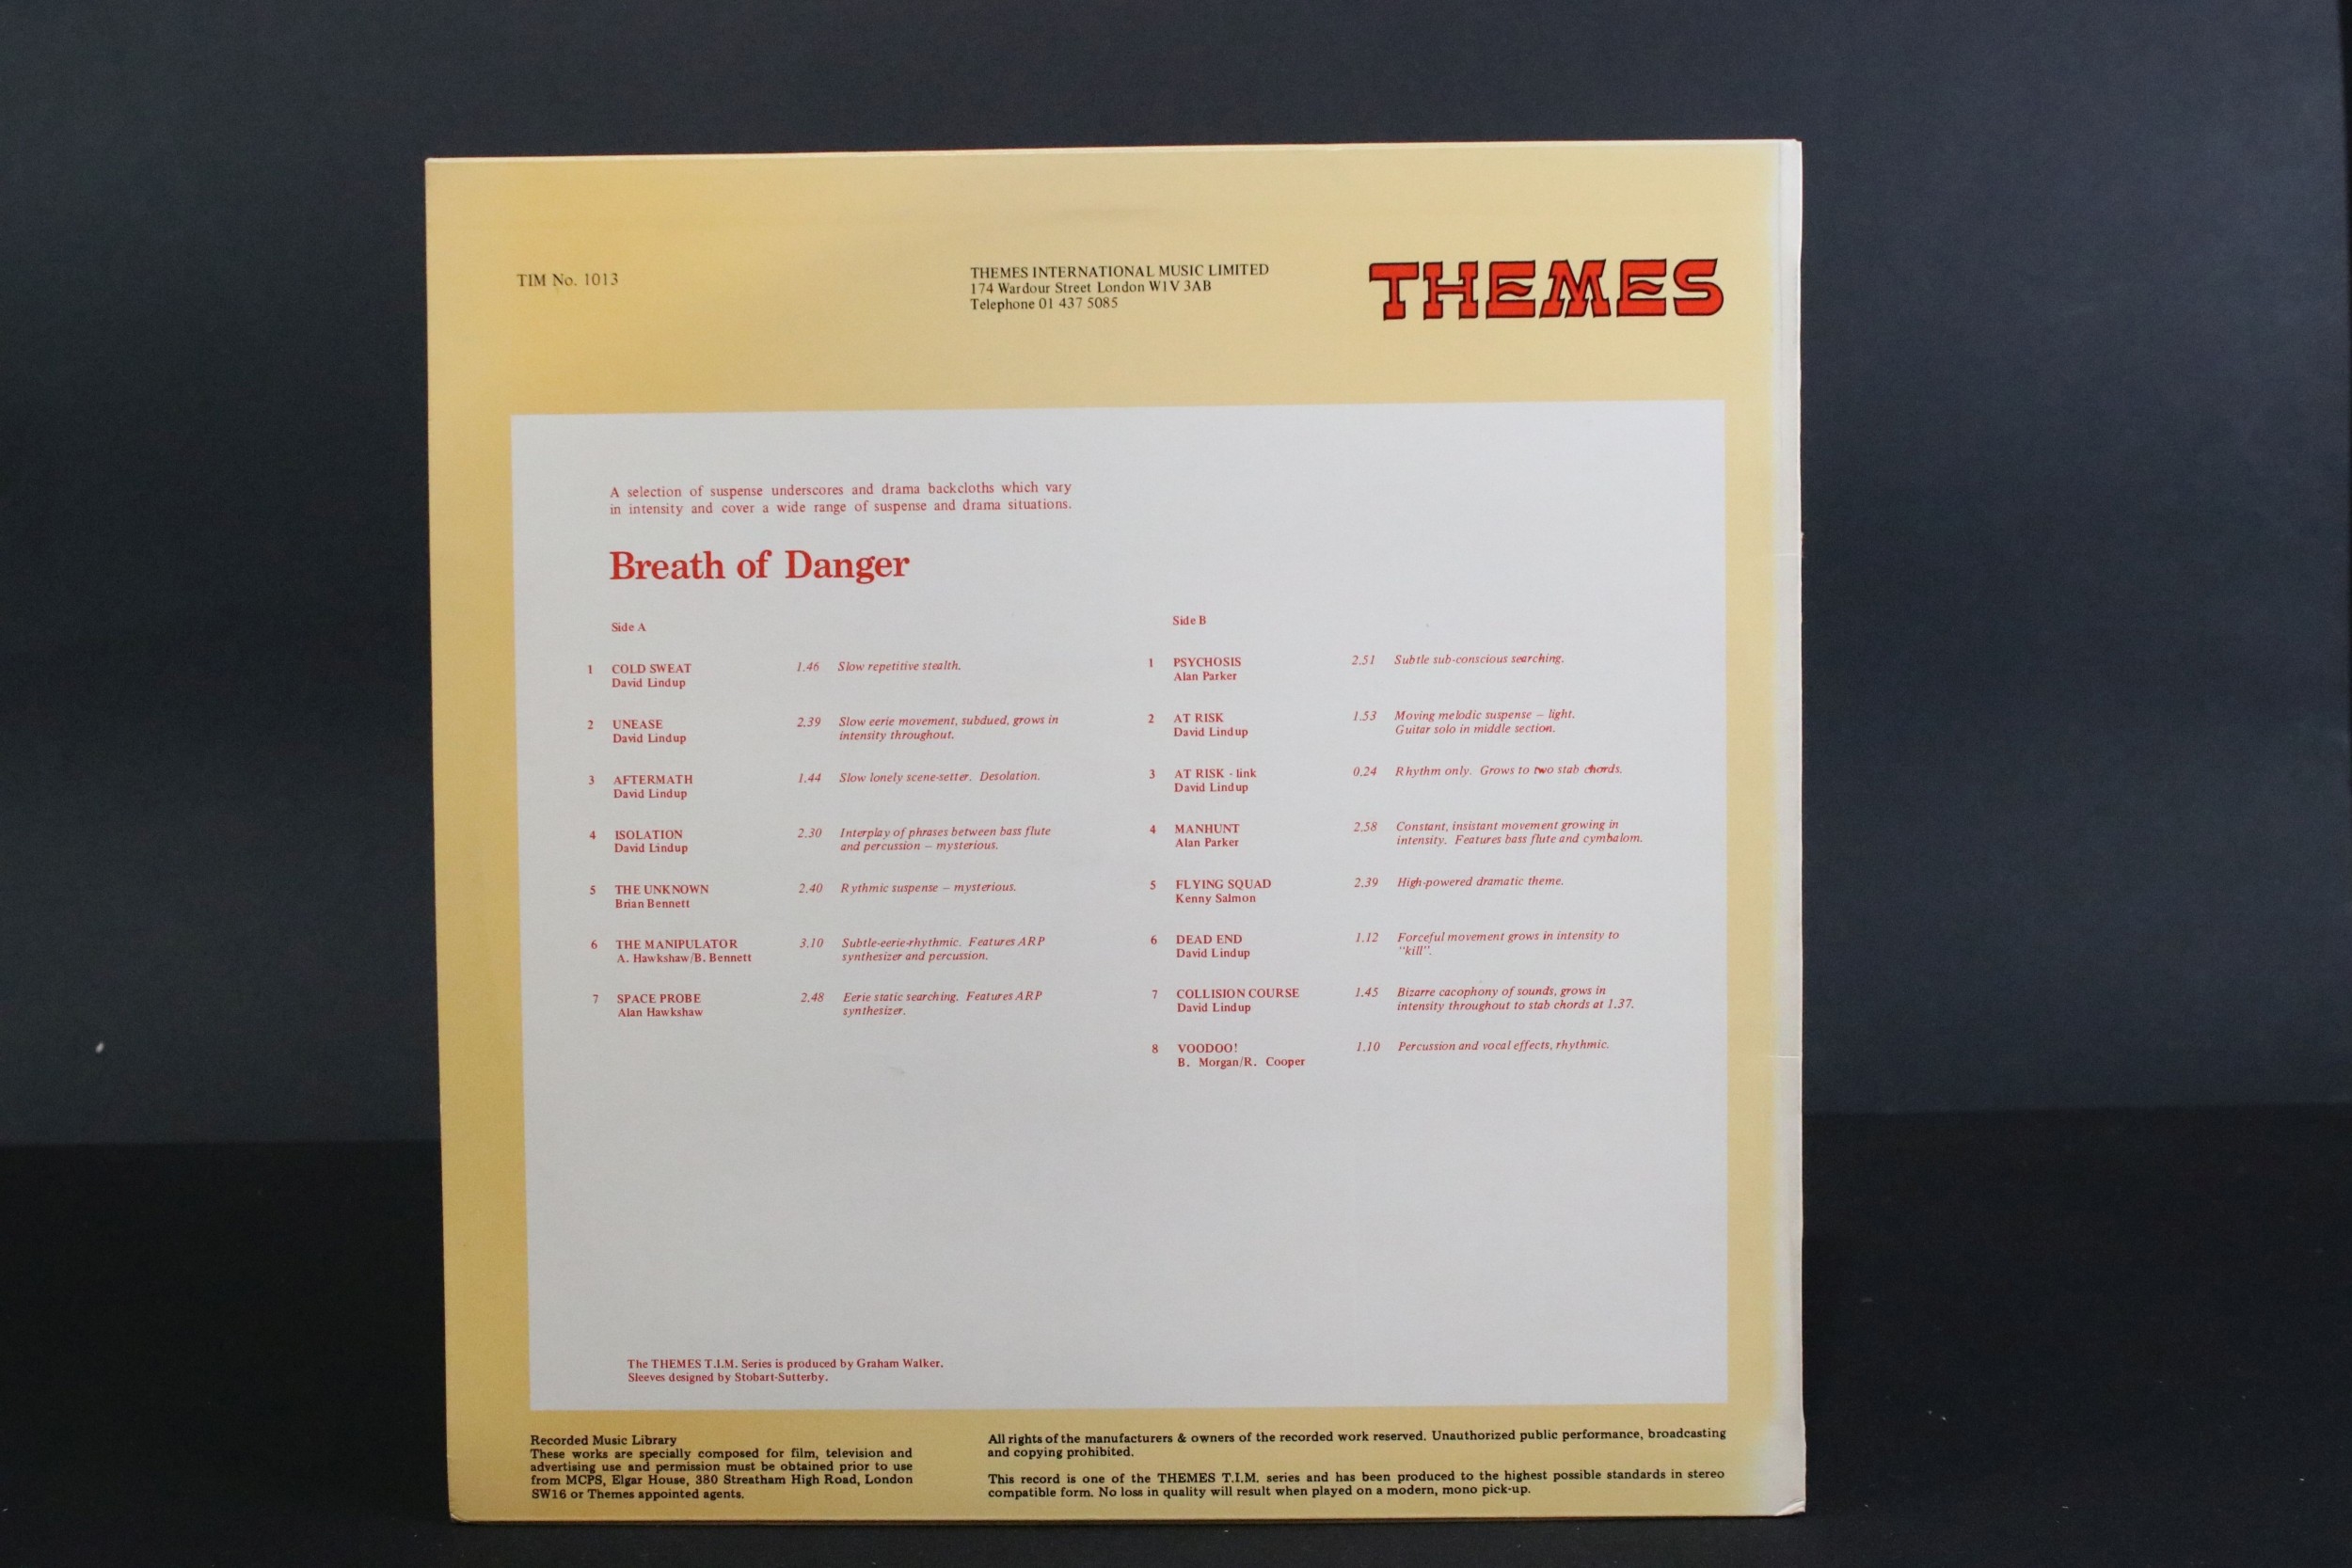 TIM No. 1013
THEMES INTERNATIONAL MUSIC LIMITED
174 Wardour Street London W1V 3AB
Telephone 01 437 5085
THEMES
A selection of suspense underscores and drama backcloths which vary
in intensity and cover a wide range of suspense and drama situations.
Breath of Danger
Side A
1 COLD SWEAT 1.46 Slow repetitive stealth.
David Lindup
2 UNEASE 2.39 Slow eerie movement, subdued, grows in
David Lindup intensity throughout.
3 AFTERMATH 1.44 Slow lonely scene-setter. Desolation.
David Lindup
4 ISOLATION 2.30 Interplay of phrases between bass flute
David Lindup and percussion – mysterious.
5 THE UNKNOWN 2.40 Rythmic suspense – mysterious.
Brian Bennett
6 THE MANIPULATOR 3.10 Subtle-eerie-rhythmic. Features ARP
A. Hawkshaw/B. Bennett synthesizer and percussion.
7 SPACE PROBE 2.48 Eerie static searching. Features ARP
Alan Hawkshaw synthesizer.
Side B
1 PSYCHOSIS 2.51 Subtle sub-conscious searching.
Alan Parker
2 AT RISK 1.53 Moving melodic suspense – light.
David Lindup Guitar solo in middle section.
3 AT RISK - link 0.24 Rhythm only. Grows to two stab chords.
David Lindup
4 MANHUNT 2.58 Constant, insistant movement growing in
Alan Parker intensity. Features bass flute and cymbalom.
5 FLYING SQUAD 2.39 High-powered dramatic theme.
Kenny Salmon
6 DEAD END 1.12 Forceful movement grows in intensity to
David Lindup "kill".
7 COLLISION COURSE 1.45 Bizarre cacophony of sounds, grows in
David Lindup intensity throughout to stab chords at 1.37.
8 VOODOO! 1.10 Percussion and vocal effects, rhythmic.
B. Morgan/R. Cooper
The THEMES T.I.M. Series is produced by Graham Walker.
Sleeves designed by Stobart-Sutterby.
Recorded Music Library
These works are specially composed for film, television and
advertising use and permission must be obtained prior to use
from MCPS, Elgar House, 380 Streatham High Road, London
SW16 or Themes appointed agents.
All rights of the manufacturers & owners of the recorded work reserved. Unauthorized public performance, broadcasting
and copying prohibited.
This record is one of the THEMES T.I.M. series and has been produced to the highest possible standards in stereo
compatible form. No loss in quality will result when played on a modern, mono pick-up.